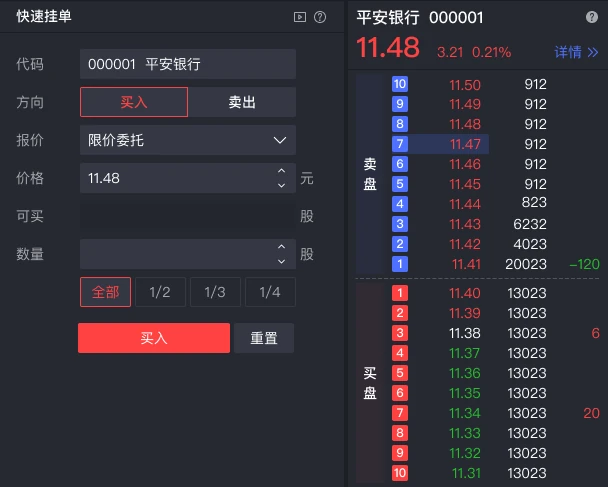 快速挂单
代码
000001 平安银行
方向
买入
卖出
报价
限价委托
价格
11.48
元
可买
股
数量
股
全部
1/2
1/3
1/4
买入
重置
平安银行 000001
11.48 3.21 0.21%
详情
卖盘
10 11.50 912
9 11.49 912
8 11.48 912
7 11.47 912
6 11.46 912
5 11.45 912
4 11.44 823
3 11.43 6232
2 11.42 4023
1 11.41 20023 -120
买盘
1 11.40 13023
2 11.39 13023
3 11.38 13023 6
4 11.37 13023
5 11.36 13023
6 11.35 13023
7 11.34 13023 20
8 11.33 13023
9 11.32 13023
10 11.31 13023